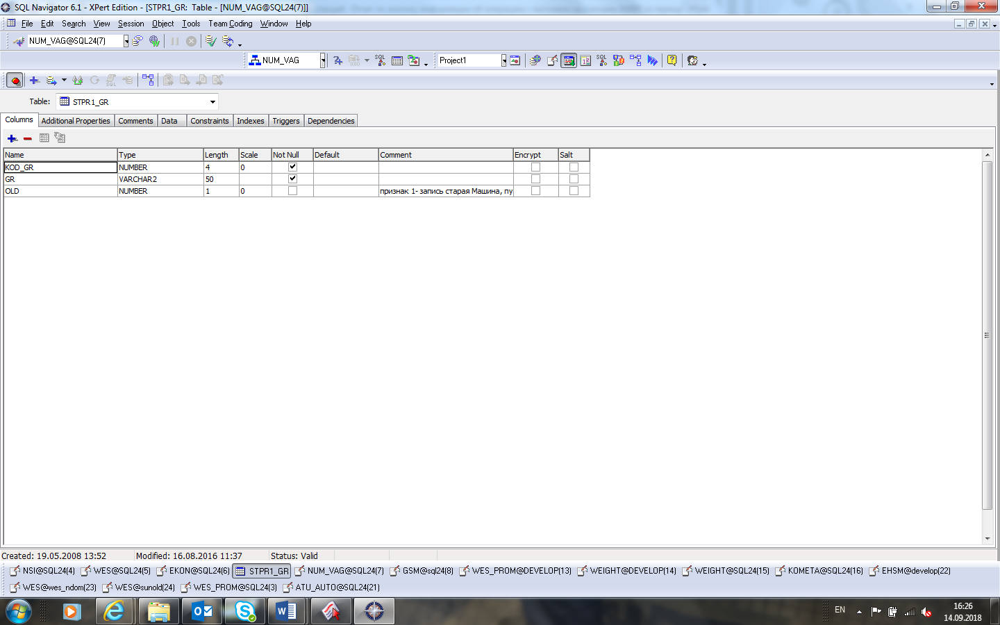 SQL Navigator 6.1 - XPert Edition - [STPR1_GR: Table - [NUM_VAG@SQL24(7)]]
File Edit Search View Session Object Tools Team Coding Window Help
NUM_VAG@SQL24(7)
NUM_VAG Project1
Table: STPR1_GR
Columns Additional Properties Comments Data Constraints Indexes Triggers Dependencies
Name Type Length Scale Not Null Default Comment Encrypt Salt
KOD_GR NUMBER 4 0
GR VARCHAR2 50
OLD NUMBER 1 0 признак 1- запись старая Машина, пу
Created: 19.05.2008 13:52 Modified: 16.08.2016 11:37 Status: Valid
NSI@SQL24(4) WES@SQL24(5) EKON@SQL24(6) STPR1_GR NUM_VAG@SQL24(7) GSM@sql24(8) WES_PROM@DEVELOP(13) WEIGHT@DEVELOP(14) WEIGHT@SQL24(15) KOMETA@SQL24(16) EHSM@develop(22)
WES@wes_ndom(23) WES@sunold(24) WES_PROM@SQL24(3) ATU_AUTO@SQL24(21)
EN 16:26
14.09.2018